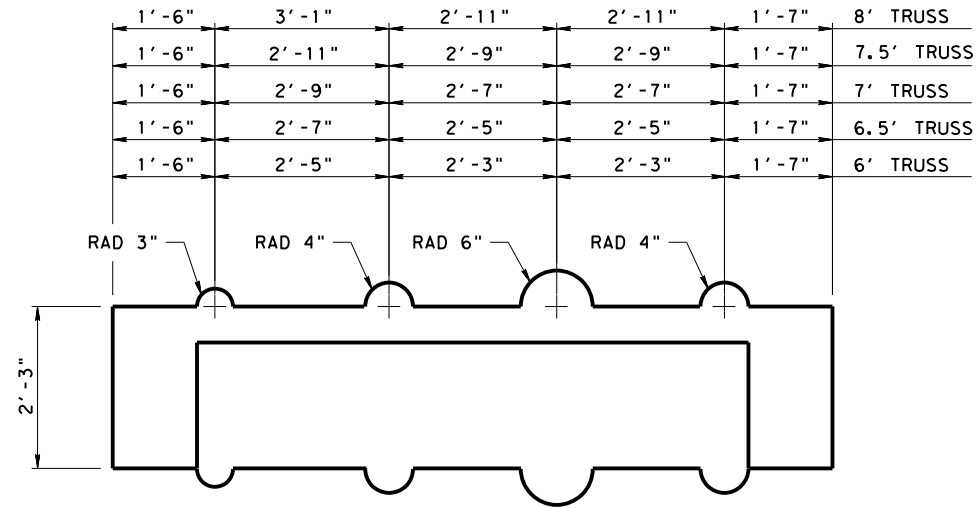 1'-6" 3'-1" 2'-11" 2'-11" 1'-7" 8' TRUSS
1'-6" 2'-11" 2'-9" 2'-9" 1'-7" 7.5' TRUSS
1'-6" 2'-9" 2'-7" 2'-7" 1'-7" 7' TRUSS
1'-6" 2'-7" 2'-5" 2'-5" 1'-7" 6.5' TRUSS
1'-6" 2'-5" 2'-3" 2'-3" 1'-7" 6' TRUSS
RAD 3" RAD 4" RAD 6" RAD 4"
2'-3"